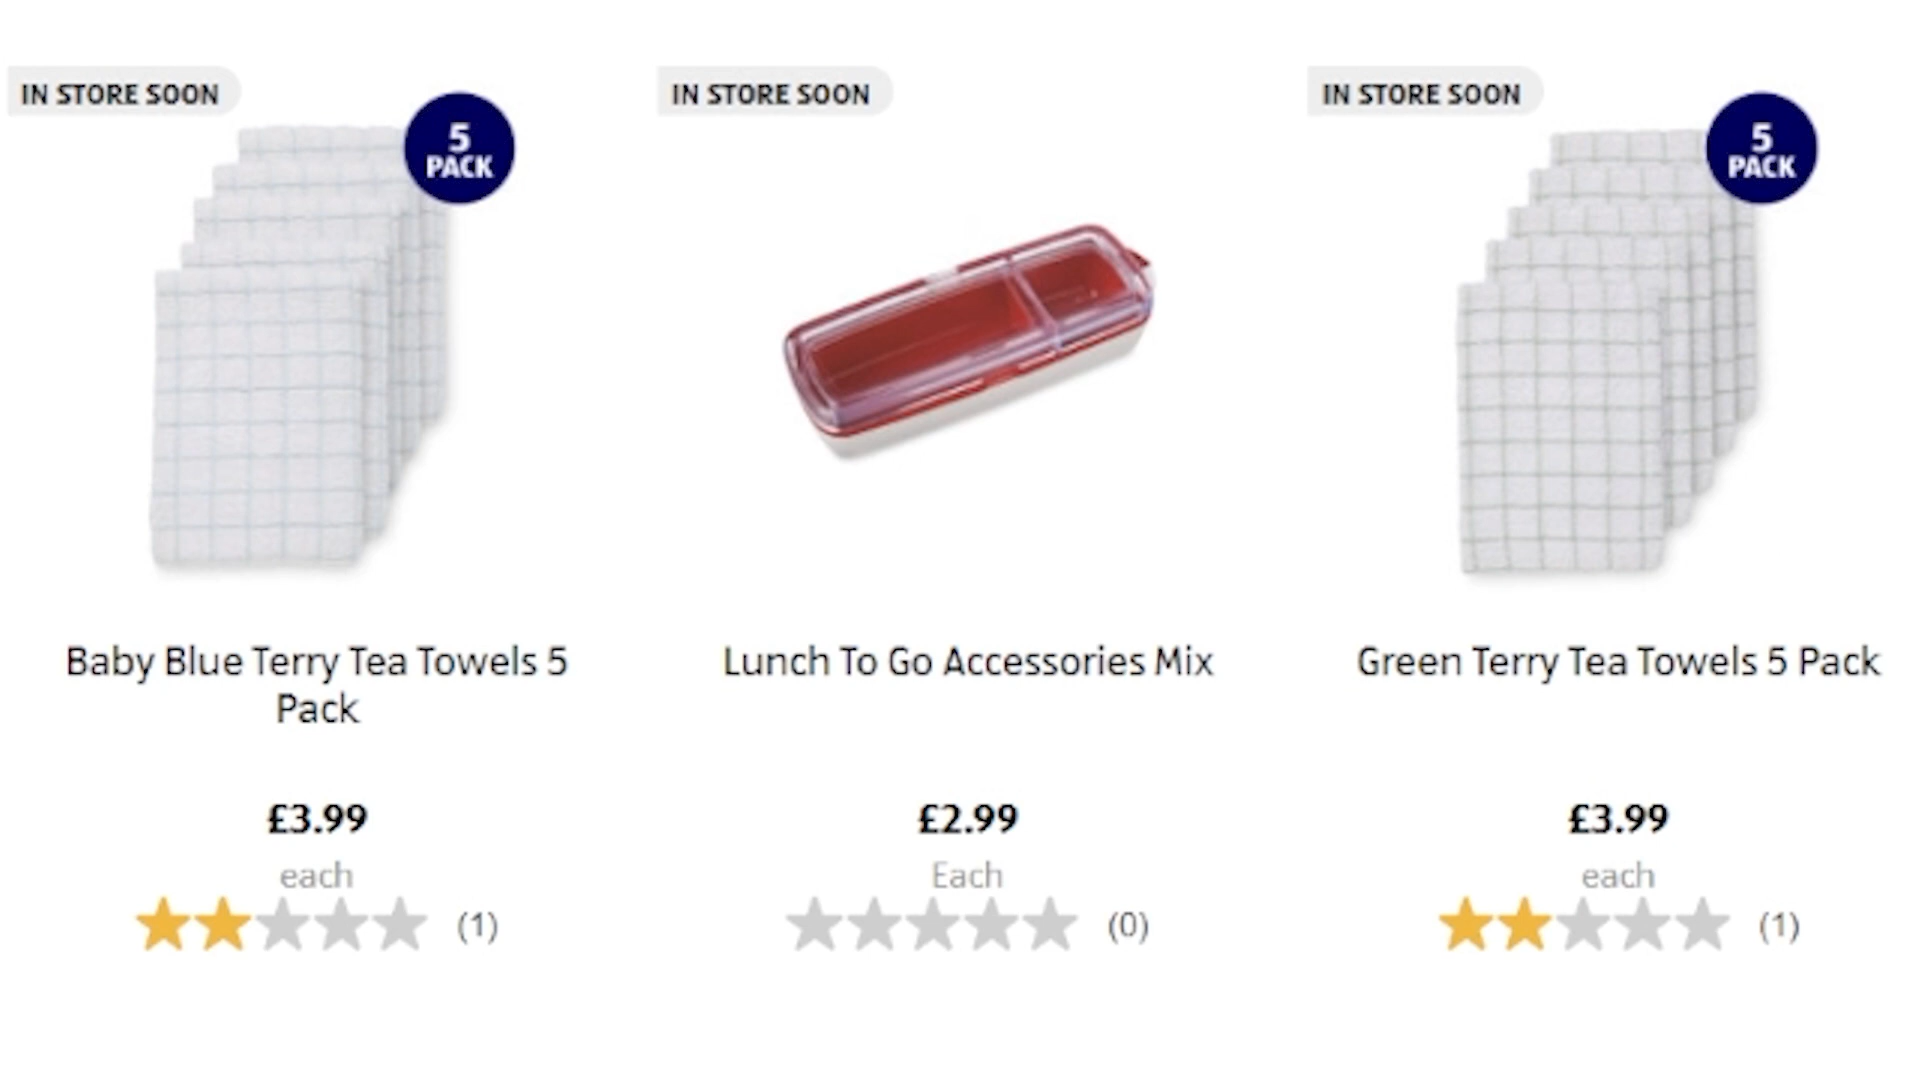 IN STORE SOON
5
PACK
Baby Blue Terry Tea Towels 5
Pack
£3.99
each
(1)
IN STORE SOON
Lunch To Go Accessories Mix
£2.99
Each
(0)
IN STORE SOON
5
PACK
Green Terry Tea Towels 5 Pack
£3.99
each
(1)